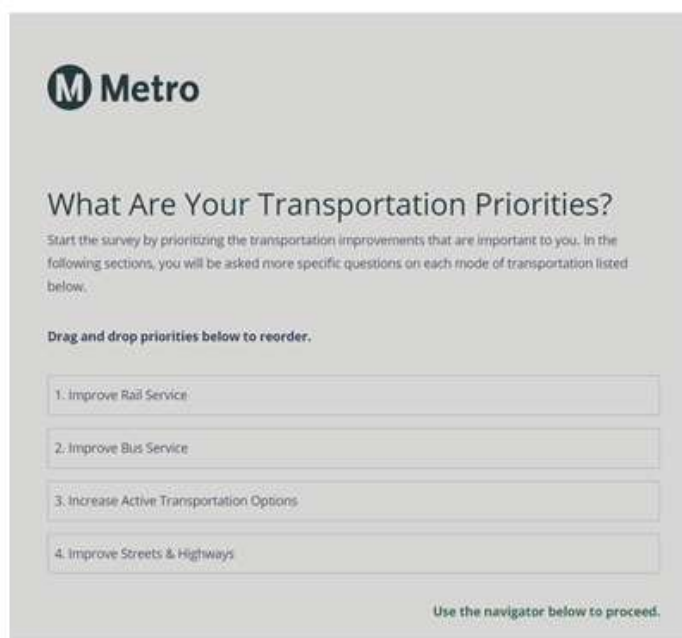 M Metro
What Are Your Transportation Priorities?
Start the survey by prioritizing the transportation improvements that are important to you. In the
following sections, you will be asked more specific questions on each mode of transportation listed
below.
Drag and drop priorities below to reorder.
1. Improve Rail Service
2. Improve Bus Service
3. Increase Active Transportation Options
4. Improve Streets & Highways
Use the navigator below to proceed.